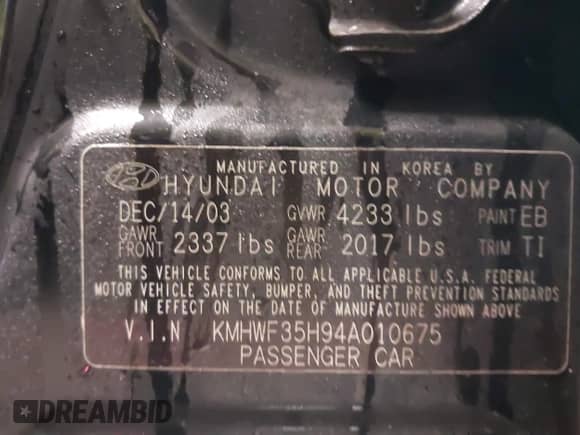 MANUFACTURED IN KOREA BY
HYUNDAI MOTOR COMPANY
DEC/14/03 GVWR 4233 lbs PAINT EB
GAWR FRONT 2337 lbs GAWR REAR 2017 lbs TRIM TI
THIS VEHICLE CONFORMS TO ALL APPLICABLE U.S.A. FEDERAL
MOTOR VEHICLE SAFETY, BUMPER, AND THEFT PREVENTION STANDARDS
IN EFFECT ON THE DATE OF MANUFACTURE SHOWN ABOVE
V.I.N KMHWF35H94A010675
PASSENGER CAR
DREAMBID